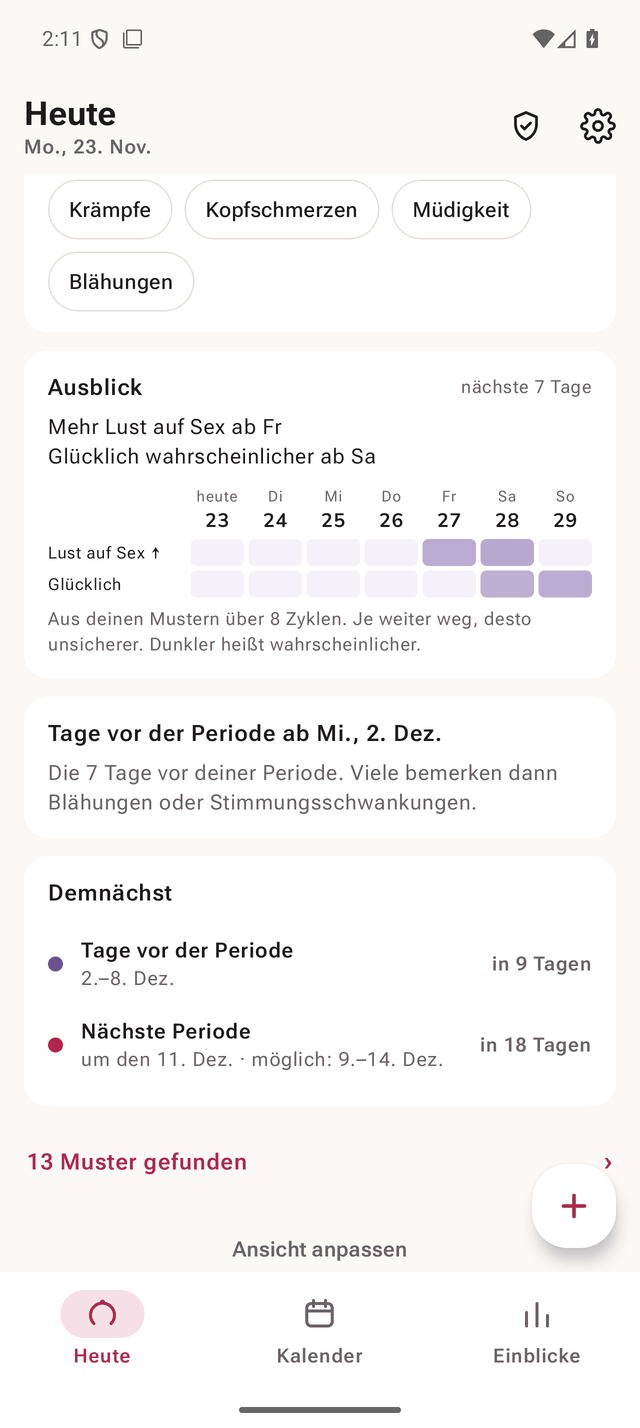 2:11
Heute
Mo., 23. Nov.
Krämpfe
Kopfschmerzen
Müdigkeit
Blähungen
Ausblick
nächste 7 Tage
Mehr Lust auf Sex ab Fr
Glücklich wahrscheinlicher ab Sa
heute Di Mi Do Fr Sa So
23 24 25 26 27 28 29
Lust auf Sex ↑
Glücklich
Aus deinen Mustern über 8 Zyklen. Je weiter weg, desto
unsicherer. Dunkler heißt wahrscheinlicher.
Tage vor der Periode ab Mi., 2. Dez.
Die 7 Tage vor deiner Periode. Viele bemerken dann
Blähungen oder Stimmungsschwankungen.
Demnächst
Tage vor der Periode
2.–8. Dez.
in 9 Tagen
Nächste Periode
um den 11. Dez. · möglich: 9.–14. Dez.
in 18 Tagen
13 Muster gefunden ›
Ansicht anpassen
Heute
Kalender
Einblicke